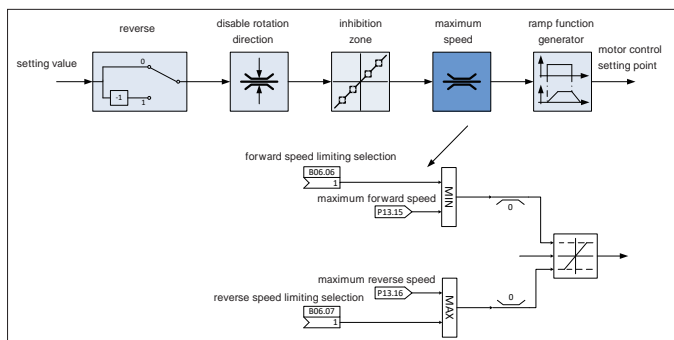 reverse
disable rotation
direction
inhibition
zone
maximum
speed
ramp function
generator
motor control
setting point
setting value
0
-1
1
forward speed limiting selection
B06.06
1
maximum forward speed
P13.15
MIN
0
maximum reverse speed
P13.16
reverse speed limiting selection
B06.07
1
MAX
0